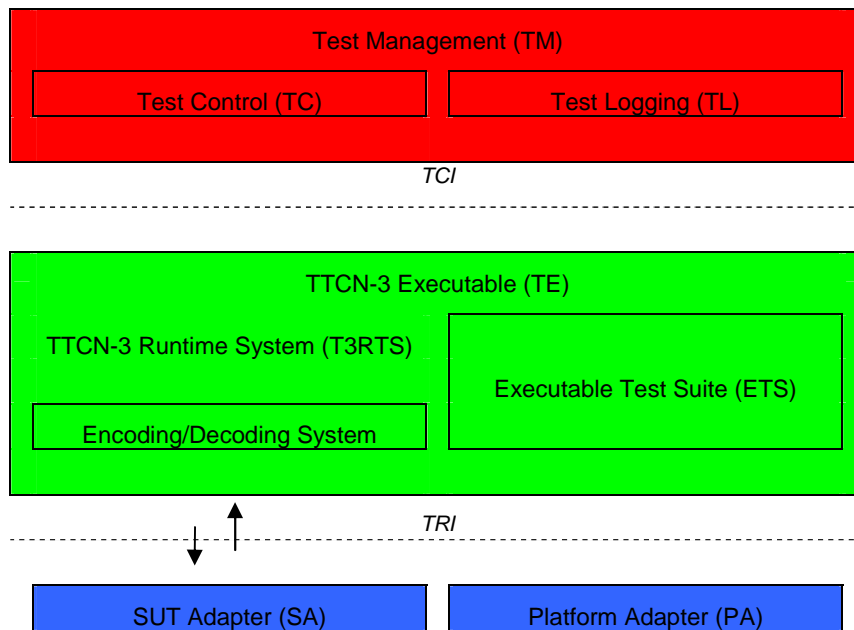 Test Management (TM)
Test Control (TC)
Test Logging (TL)
TCI
TTCN-3 Executable (TE)
TTCN-3 Runtime System (T3RTS)
Executable Test Suite (ETS)
Encoding/Decoding System
TRI
SUT Adapter (SA)
Platform Adapter (PA)